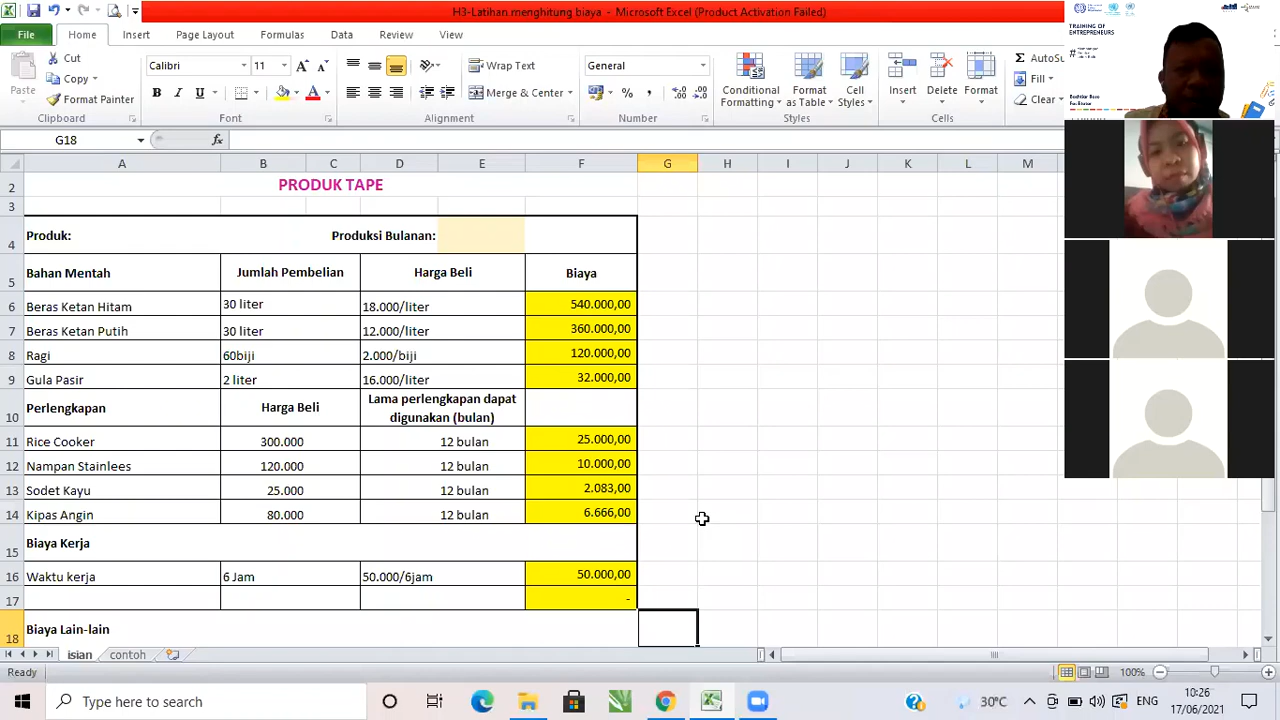 H3-Latihan menghitung biaya - Microsoft Excel (Product Activation Failed)
File Home Insert Page Layout Formulas Data Review View
Cut
Copy
Format Painter
Paste
Clipboard
Calibri 11
B I U
Font
Wrap Text
Merge & Center
Alignment
General
Number
Conditional Formatting
Format as Table
Cell Styles
Styles
Insert Delete Format
Cells
AutoSu
Fill
Clear
TRAINING OF
ENTREPRENEURS
G18 fx
A B C D E F G H I J K L M
2 PRODUK TAPE
3
4 Produk: Produksi Bulanan:
5 Bahan Mentah Jumlah Pembelian Harga Beli Biaya
6 Beras Ketan Hitam 30 liter 18.000/liter 540.000,00
7 Beras Ketan Putih 30 liter 12.000/liter 360.000,00
8 Ragi 60biji 2.000/biji 120.000,00
9 Gula Pasir 2 liter 16.000/liter 32.000,00
10 Perlengkapan Harga Beli Lama perlengkapan dapat digunakan (bulan)
11 Rice Cooker 300.000 12 bulan 25.000,00
12 Nampan Stainlees 120.000 12 bulan 10.000,00
13 Sodet Kayu 25.000 12 bulan 2.083,00
14 Kipas Angin 80.000 12 bulan 6.666,00
15 Biaya Kerja
16 Waktu kerja 6 Jam 50.000/6jam 50.000,00
17 -
18 Biaya Lain-lain
isian contoh
Ready 100%
Type here to search
30°C ENG 10:26
17/06/2021